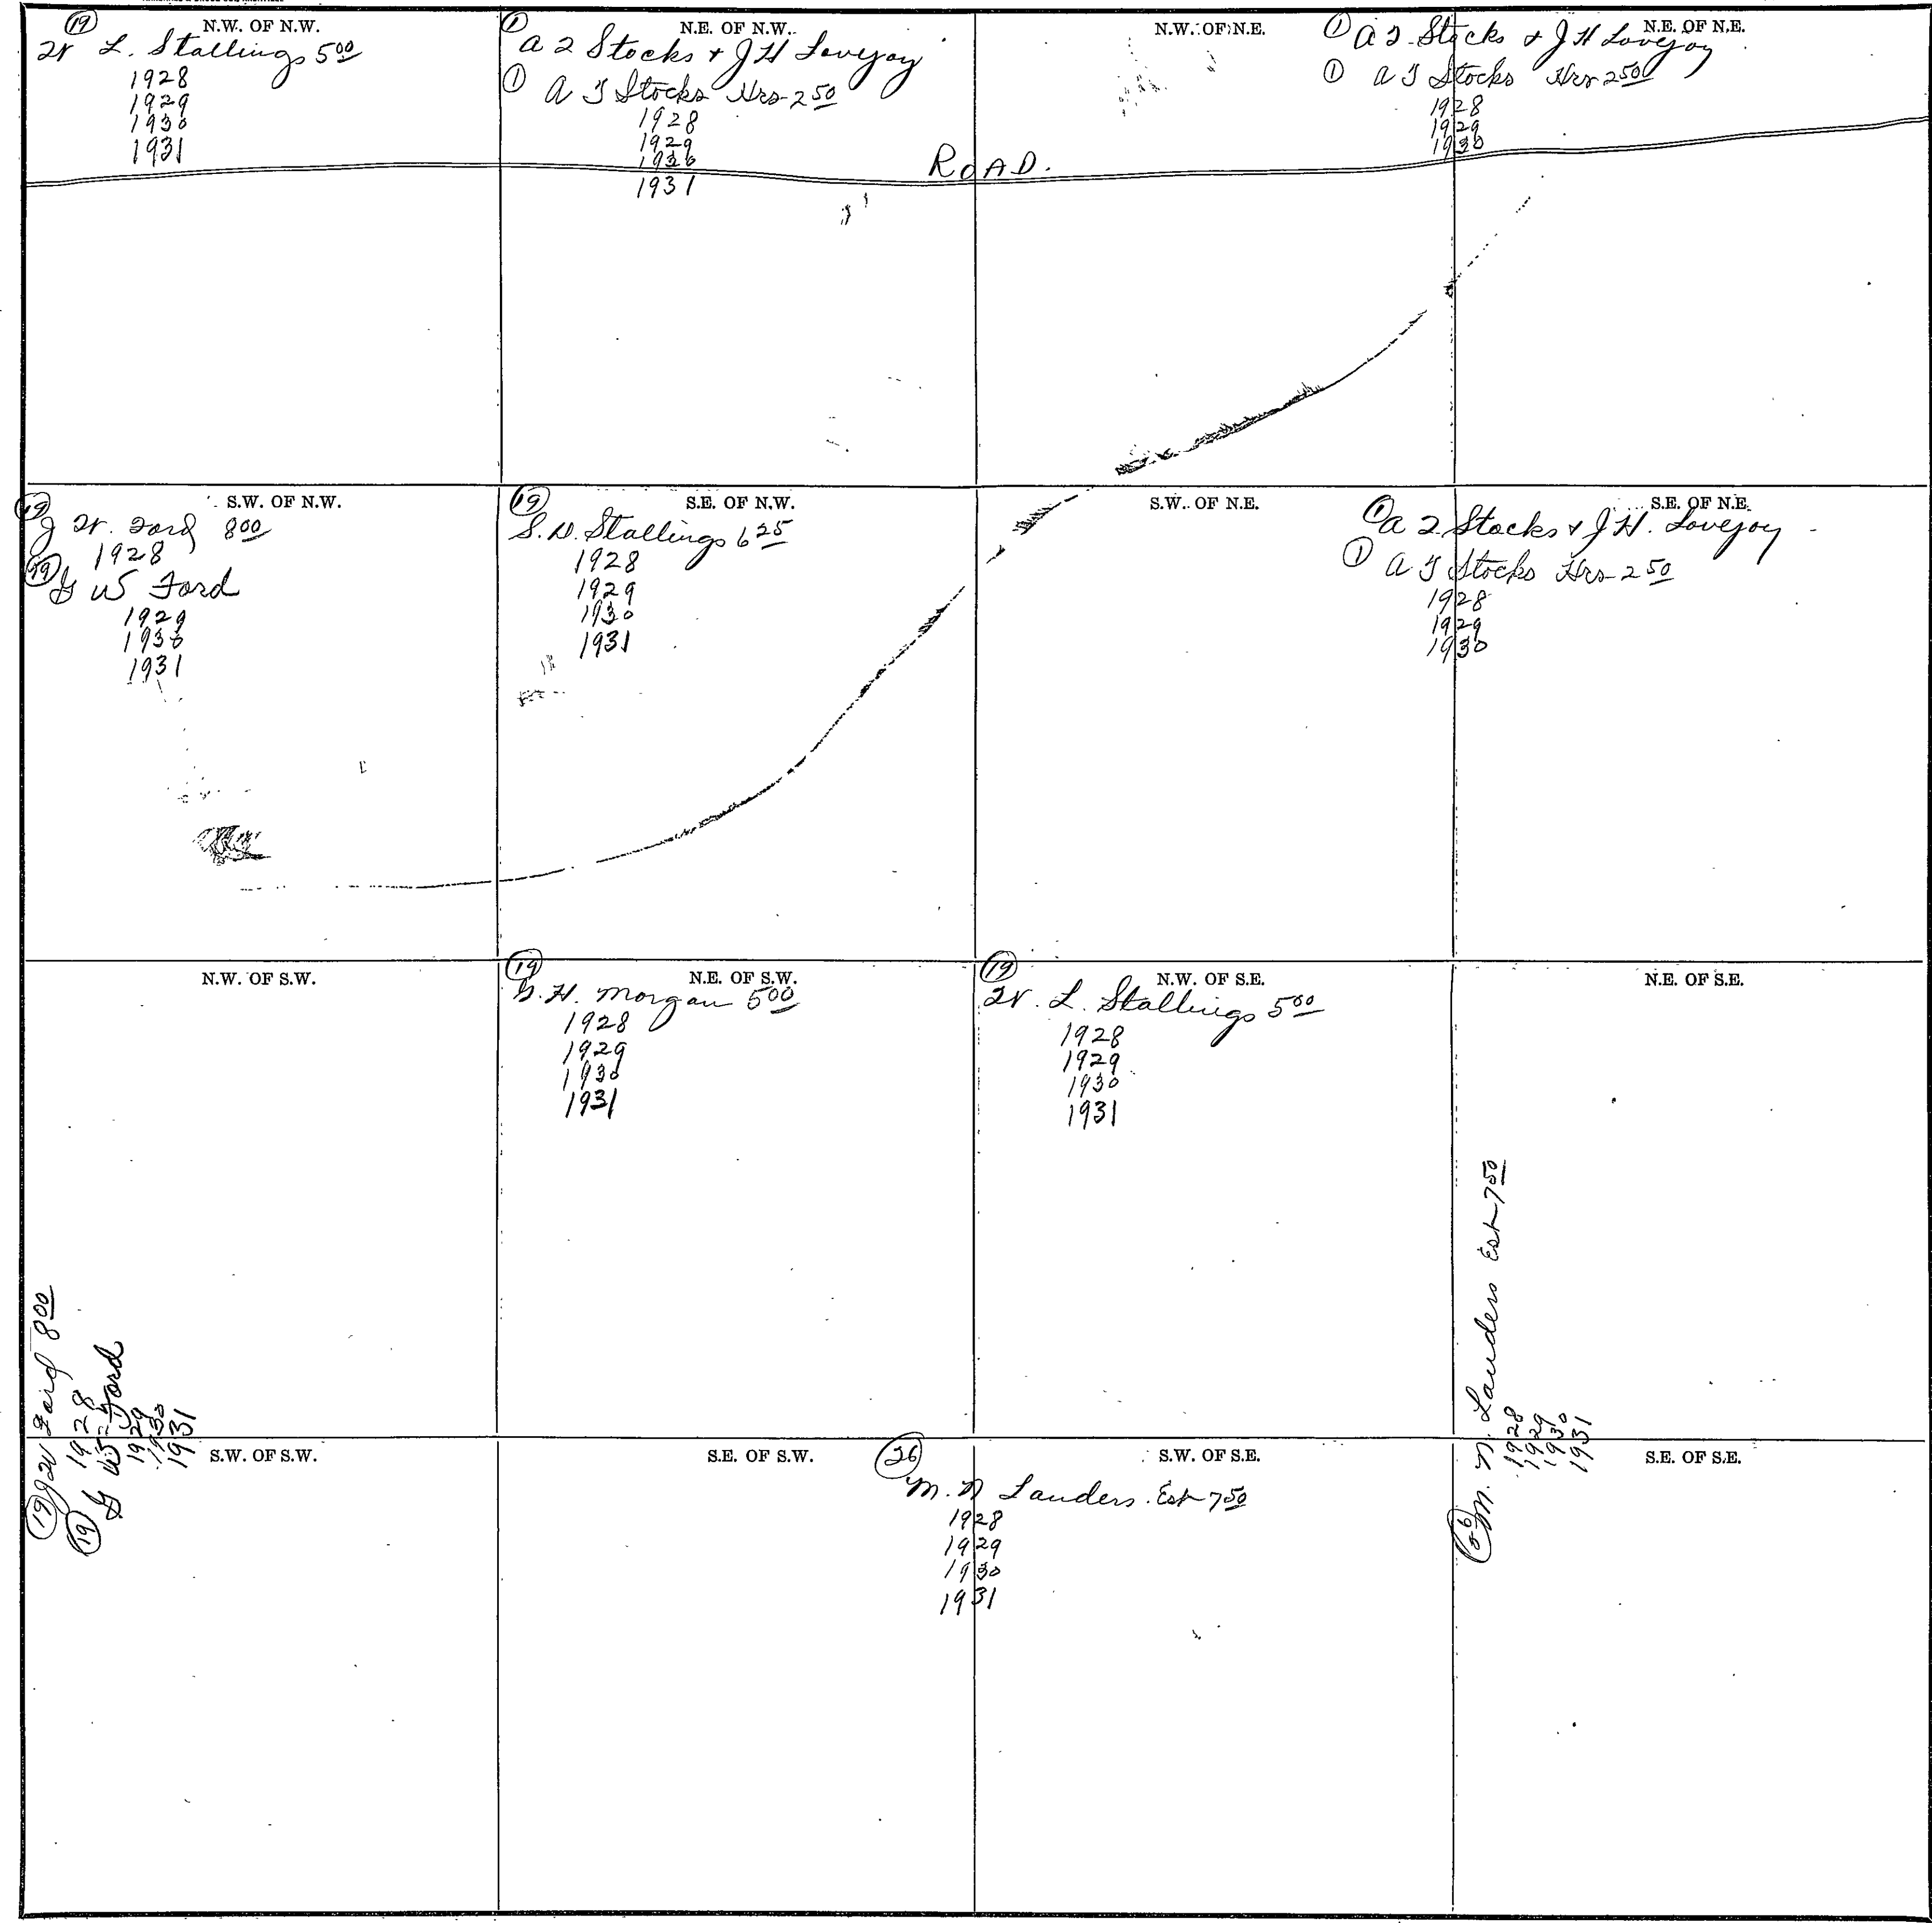 N.W. OF N.W.
19
W L. Stallings 5 00
1928
1929
1930
1931
N.E. OF N.W.
1
A J Stocks + J H Lovejoy
1 A J Stocks Hrs - 2 50
1928
1929
1930
1931
N.W. OF N.E.
N.E. OF N.E.
1 A J Stocks + J H Lovejoy
1 A J Stocks Hrs 2 50
1928
1929
1930
ROAD.
S.W. OF N.W.
19
J W. Ford 8 00
1928
19
G W Ford
1929
1930
1931
S.E. OF N.W.
19
S. D. Stallings 6 25
1928
1929
1930
1931
S.W. OF N.E.
S.E. OF N.E.
1 A J Stocks + J H. Lovejoy
1 A J Stocks Hrs - 2 50
1928
1929
1930
N.W. OF S.W.
N.E. OF S.W.
19
G. H. Morgan 5 00
1928
1929
1930
1931
N.W. OF S.E.
19
W. L. Stallings 5 00
1928
1929
1930
1931
N.E. OF S.E.
19 J W Ford 8 00
1928
19 G W Ford
1929
1930
1931
26 M. N. Landers Est - 7 50
1928
1929
1930
1931
S.W. OF S.W.
S.E. OF S.W.
S.W. OF S.E.
26
M. N Landers. Est - 7 50
1928
1929
1930
1931
S.E. OF S.E.